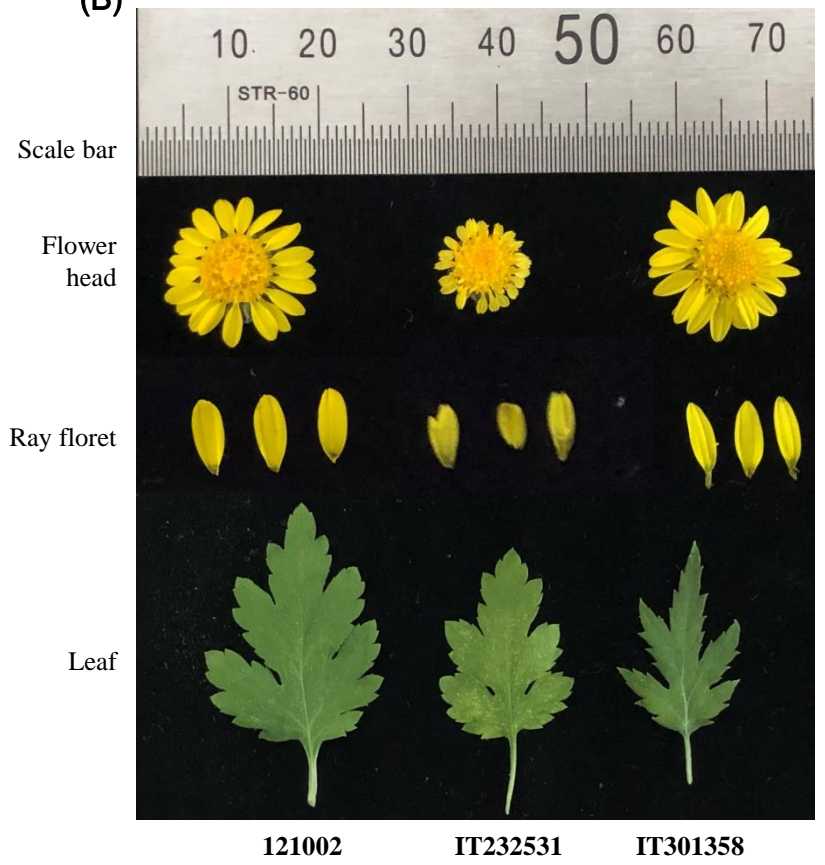 (B)
10 20 30 40 50 60 70
STR-60
Scale bar
Flower
head
Ray floret
Leaf
121002 IT232531 IT301358